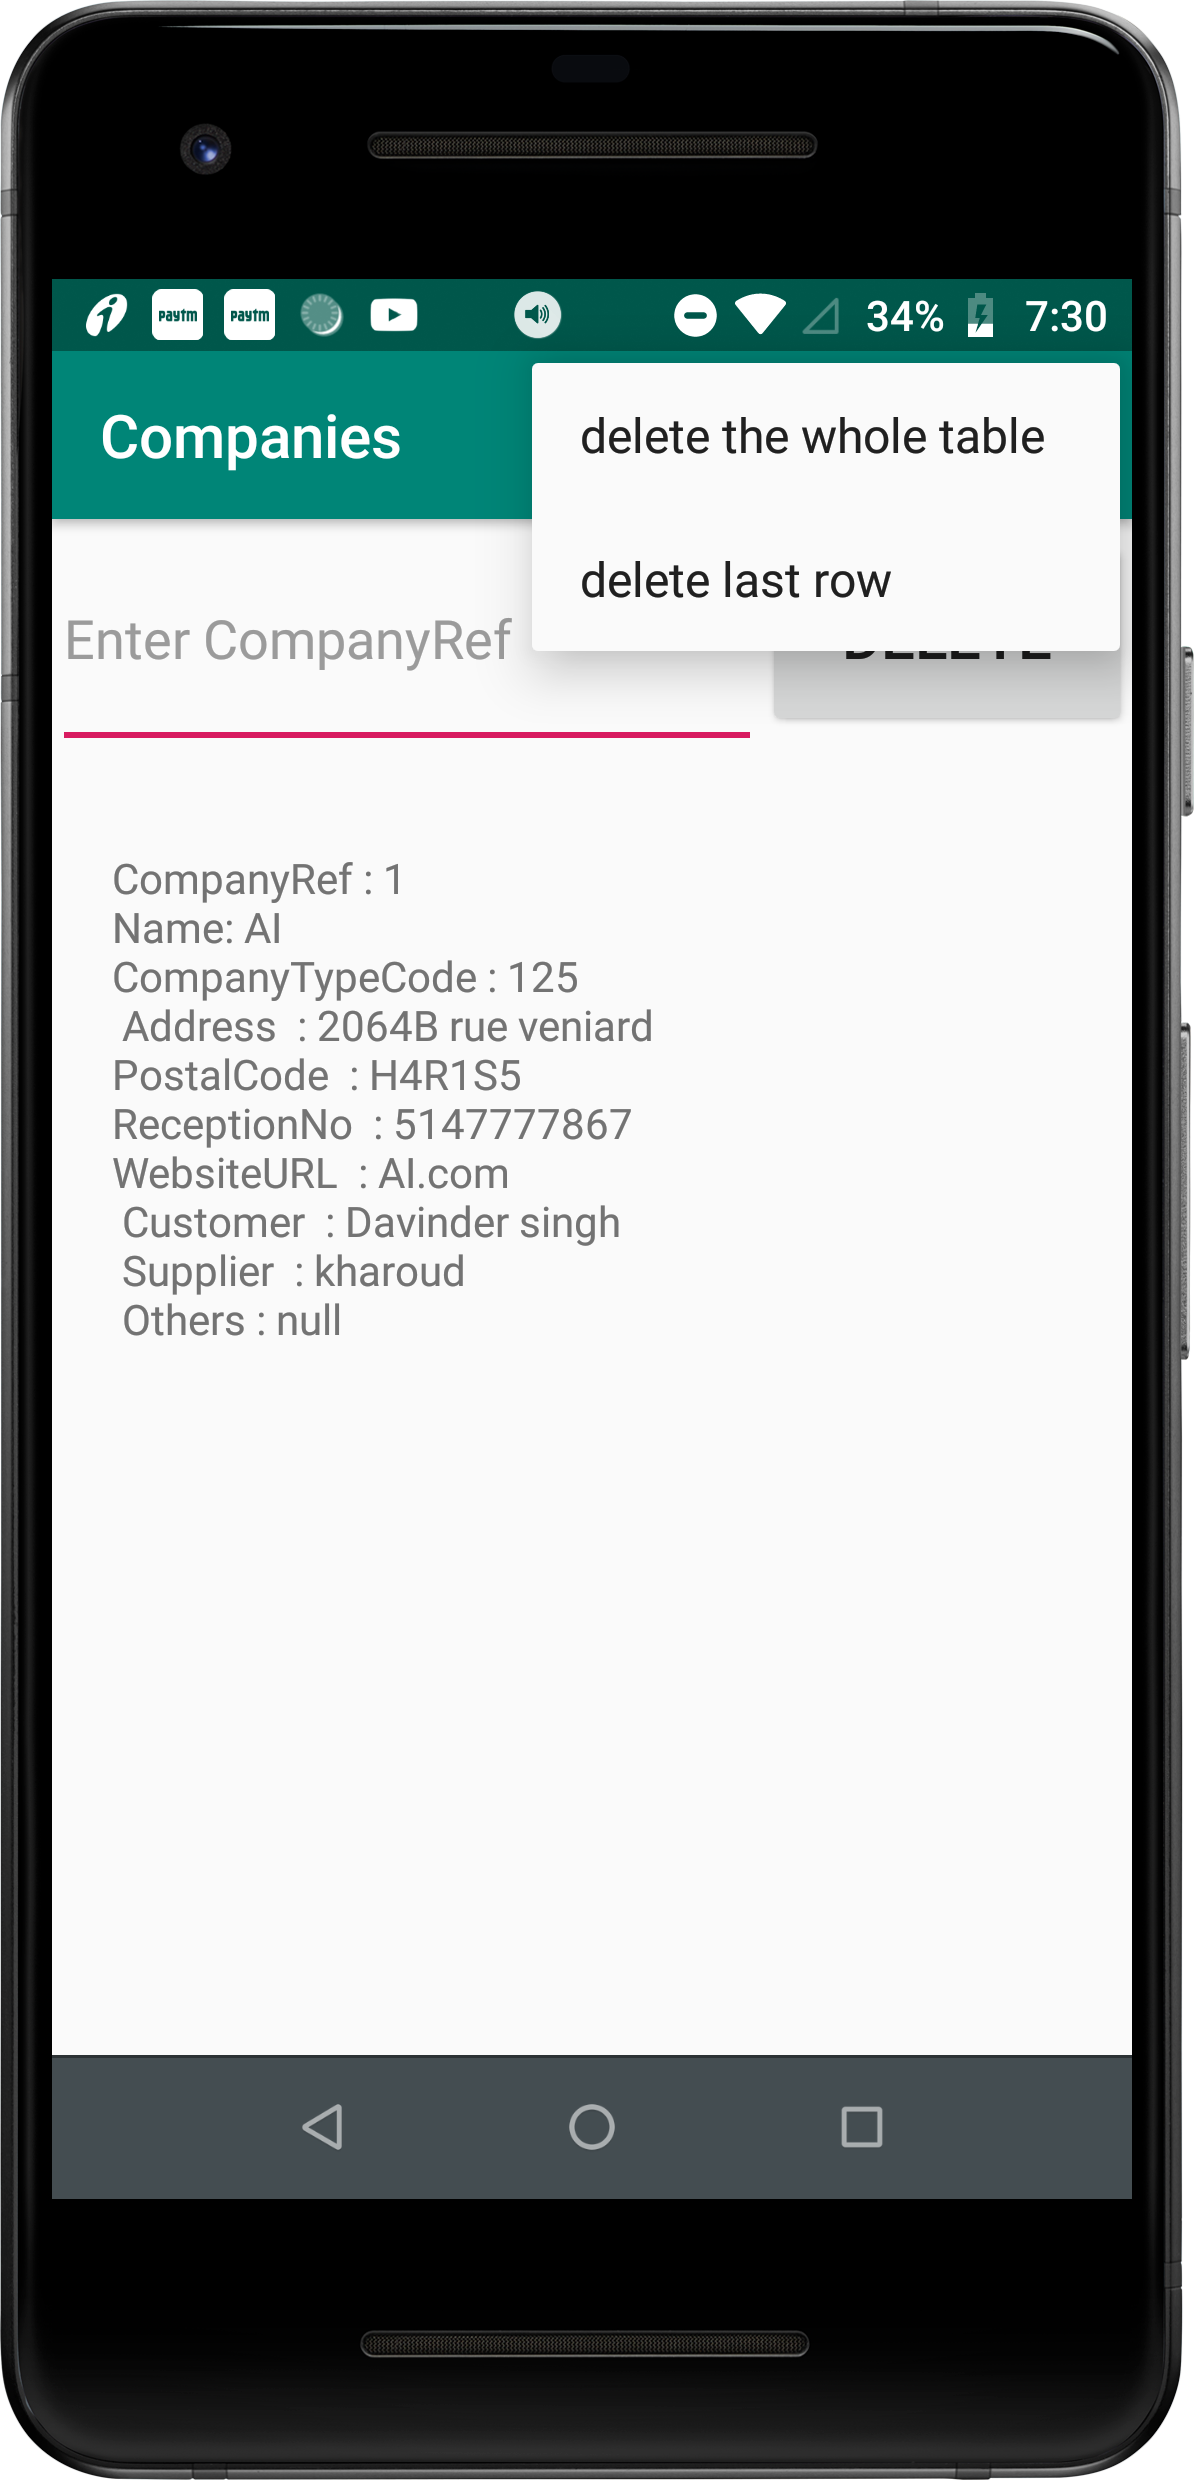 paytm paytm 34% 7:30
Companies
delete the whole table
delete last row
Enter CompanyRef
DELETE
CompanyRef : 1
Name: AI
CompanyTypeCode : 125
Address  : 2064B rue veniard
PostalCode  : H4R1S5
ReceptionNo  : 5147777867
WebsiteURL  : AI.com
Customer  : Davinder singh
Supplier  : kharoud
Others : null